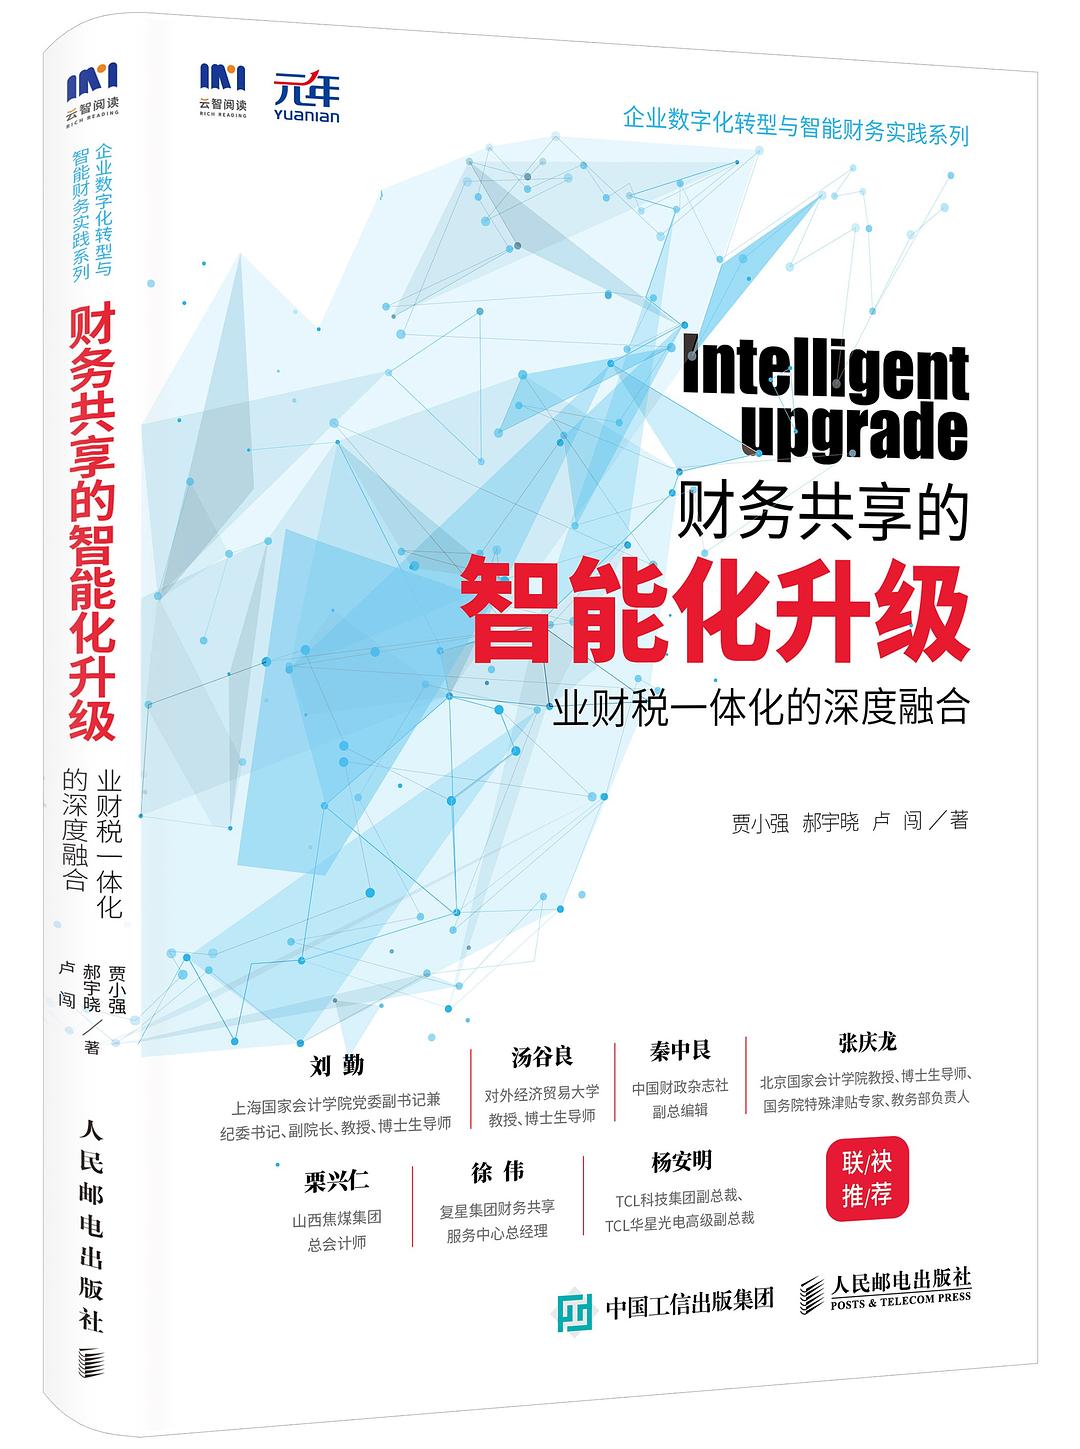 云智阅读
RICH READING
企业数字化转型与
智能财务实践系列
财务共享的智能化升级
业财税一体化
的深度融合
贾小强
郝宇晓
卢 闯
／著
人民邮电出版社
云智阅读
RICH READING
元年
YUANIAN
企业数字化转型与智能财务实践系列
Intelligent
upgrade
财务共享的
智能化升级
业财税一体化的深度融合
贾小强 郝宇晓 卢 闯／著
刘 勤
上海国家会计学院党委副书记兼
纪委书记、副院长、教授、博士生导师
汤谷良
对外经济贸易大学
教授、博士生导师
秦中艮
中国财政杂志社
副总编辑
张庆龙
北京国家会计学院教授、博士生导师、
国务院特殊津贴专家、教务部负责人
栗兴仁
山西焦煤集团
总会计师
徐 伟
复星集团财务共享
服务中心总经理
杨安明
TCL科技集团副总裁、
TCL华星光电高级副总裁
联/袂
推/荐
中国工信出版集团
人民邮电出版社
POSTS & TELECOM PRESS